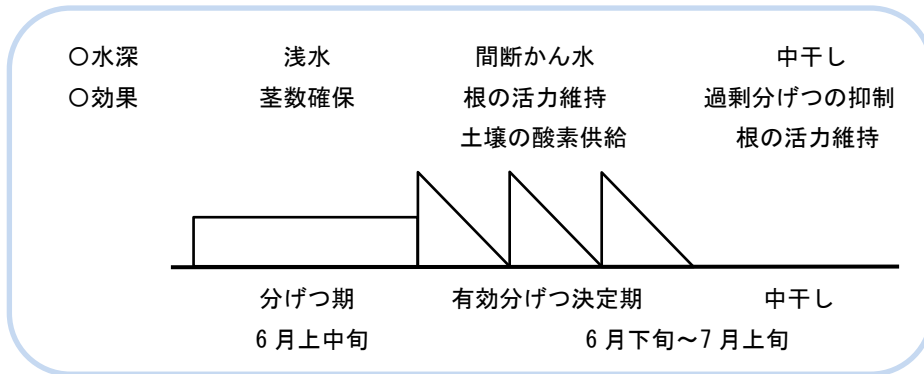 〇水深 浅水 間断かん水 中干し
〇効果 茎数確保 根の活力維持 過剰分げつの抑制
土壌の酸素供給 根の活力維持
分げつ期 有効分げつ決定期 中干し
6月上中旬 6月下旬～7月上旬